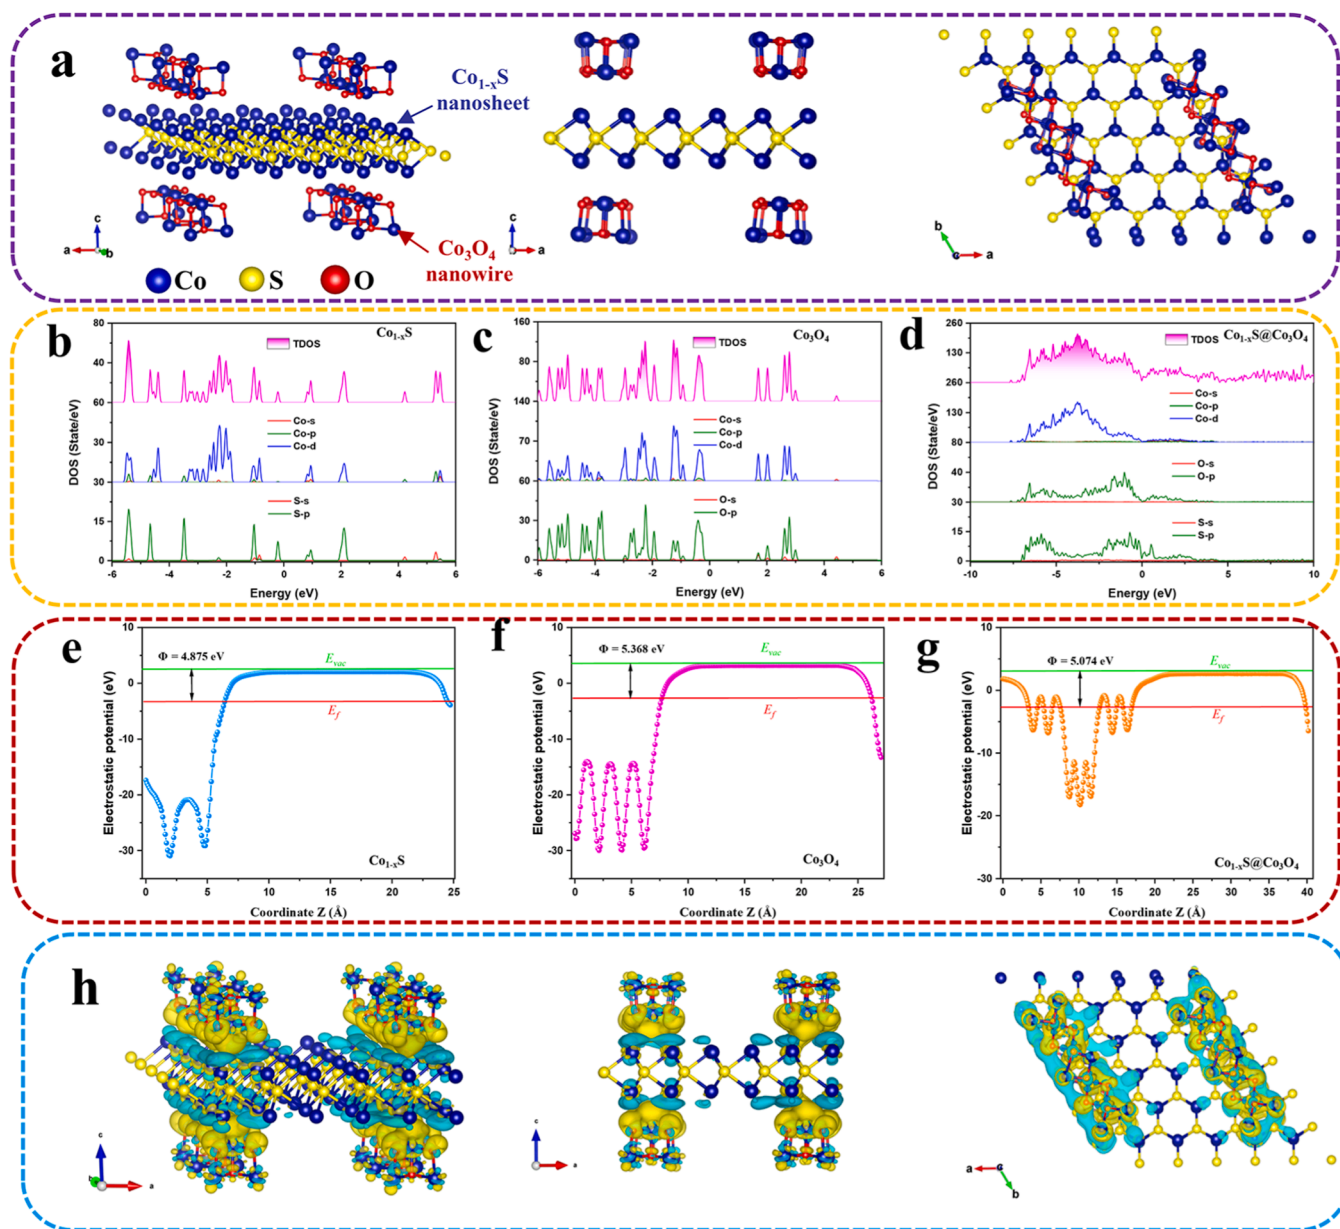 a
Co1-xS
nanosheet
Co3O4
nanowire
c
a
b
c
a
b
c
a
Co
S
O
b
Co1-xS
TDOS
Co-s
Co-p
Co-d
S-s
S-p
DOS (State/eV)
80
40
60
30
30
15
0
-6 -4 -2 0 2 4 6
Energy (eV)
c
Co3O4
TDOS
Co-s
Co-p
Co-d
O-s
O-p
DOS (State/eV)
160
80
140
70
60
30
0
-6 -4 -2 0 2 4 6
Energy (eV)
d
TDOS
Co1-xS@Co3O4
Co-s
Co-p
Co-d
O-s
O-p
S-s
S-p
DOS (State/eV)
260
130
260
130
80
40
30
15
0
-10 -5 0 5 10
Energy (eV)
e
Φ = 4.875 eV
Evac
Ef
Co1-xS
Electrostatic potential (eV)
10
0
-10
-20
-30
0 5 10 15 20 25
Coordinate Z (Å)
f
Φ = 5.368 eV
Evac
Ef
Co3O4
Electrostatic potential (eV)
10
0
-10
-20
-30
0 5 10 15 20 25
Coordinate Z (Å)
g
Φ = 5.074 eV
Evac
Ef
Co1-xS@Co3O4
Electrostatic potential (eV)
10
0
-10
-20
-30
0 5 10 15 20 25 30 35 40
Coordinate Z (Å)
h
c
b
a
c
a
a
b